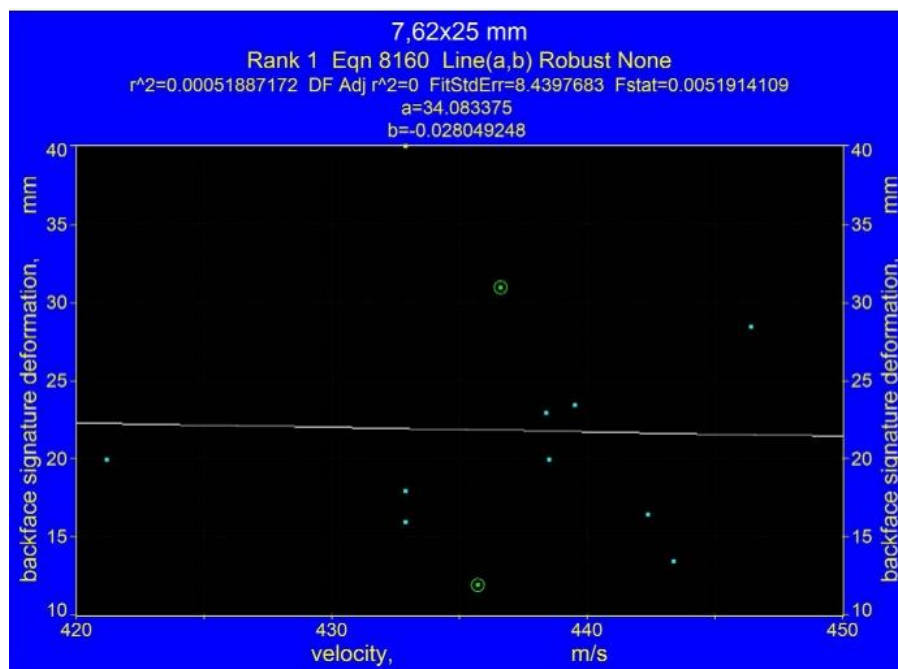 7,62x25 mm
Rank 1 Eqn 8160 Line(a,b) Robust None
r^2=0.00051887172 DF Adj r^2=0 FitStdErr=8.4397683 Fstat=0.0051914109
a=34.083375
b=-0.028049248
40
40
mm
mm
35
35
30
30
25
25
20
20
15
15
10
10
backface signature deformation,
backface signature deformation,
420
430
440
450
velocity, m/s